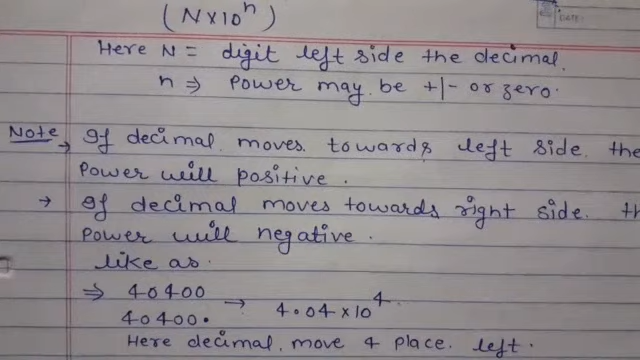 DATE:
(N×10ⁿ)
Here N = digit left side the decimal.
n ⇒ Power may be +/- or zero.
Note → If decimal moves towards left side the
Power will positive.
→ If decimal moves towards right side. th
Power will negative.
like as.
⇒ 40400 → 4.04×10⁴.
40400.
Here decimal move 4 place left.